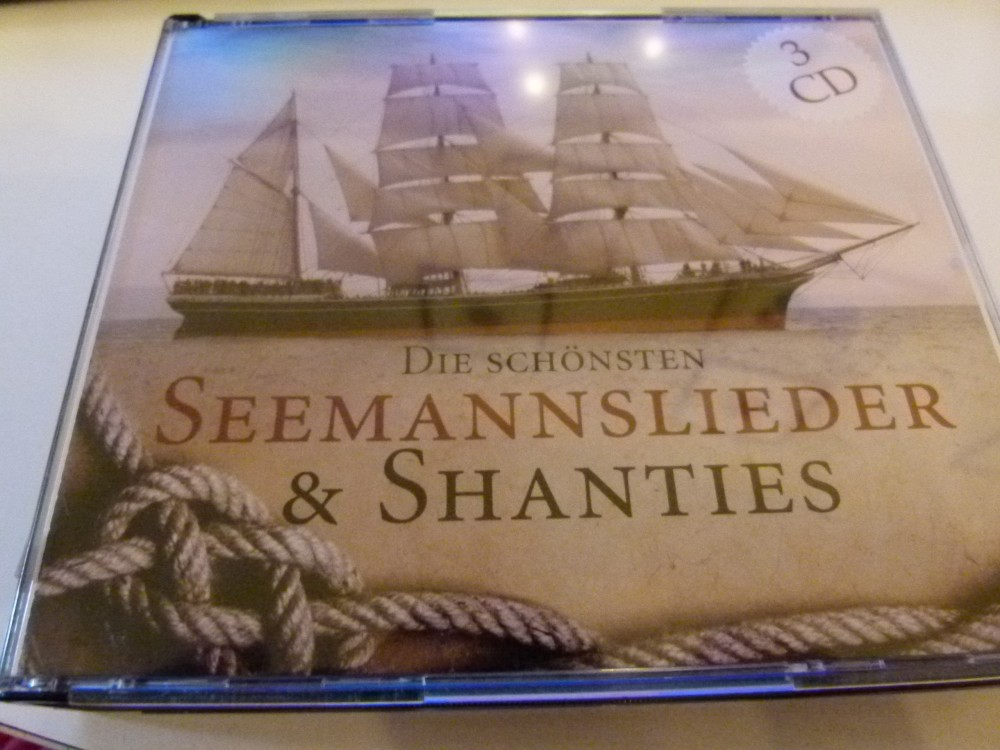 3
CD
DIE SCHÖNSTEN
SEEMANNSLIEDER
& SHANTIES